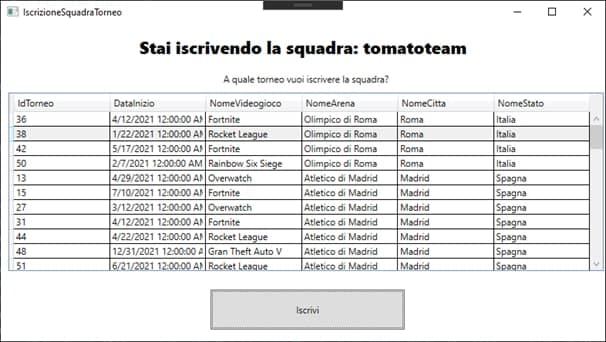 IscrizioneSquadraTorneo
Stai iscrivendo la squadra: tomatoteam
A quale torneo vuoi iscrivere la squadra?
IdTorneo DataInizio NomeVideogioco NomeArena NomeCitta NomeStato
36 4/12/2021 12:00:00 AM Fortnite Olimpico di Roma Roma Italia
38 1/22/2021 12:00:00 AM Rocket League Olimpico di Roma Roma Italia
42 5/17/2021 12:00:00 AM Fortnite Olimpico di Roma Roma Italia
50 2/7/2021 12:00:00 AM Rainbow Six Siege Olimpico di Roma Roma Italia
13 4/29/2021 12:00:00 AM Overwatch Atletico di Madrid Madrid Spagna
15 7/10/2021 12:00:00 AM Fortnite Atletico di Madrid Madrid Spagna
27 3/12/2021 12:00:00 AM Overwatch Atletico di Madrid Madrid Spagna
31 4/12/2021 12:00:00 AM Fortnite Atletico di Madrid Madrid Spagna
44 4/22/2021 12:00:00 AM Rocket League Atletico di Madrid Madrid Spagna
48 12/31/2021 12:00:00 A Gran Theft Auto V Atletico di Madrid Madrid Spagna
51 6/21/2021 12:00:00 AM Rocket League Atletico di Madrid Madrid Spagna
Iscrivi